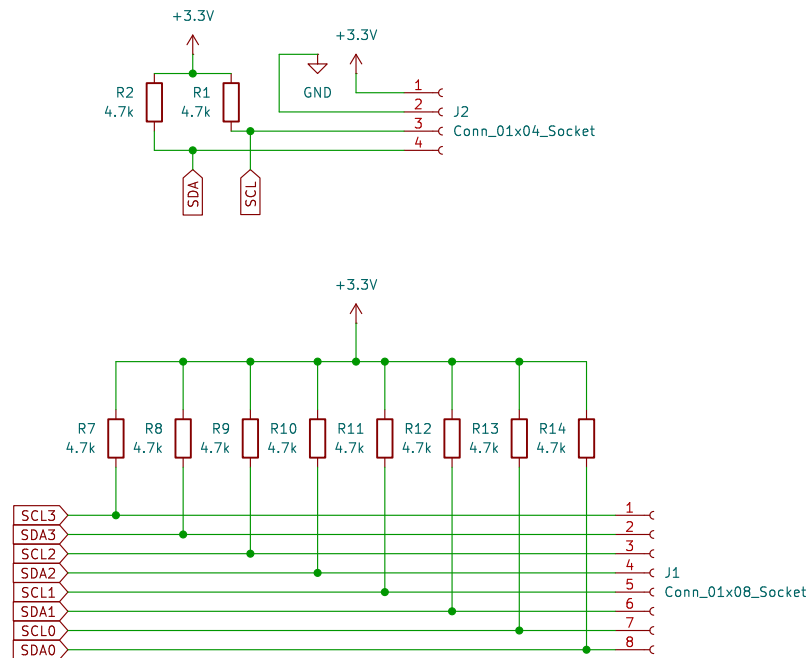 +3.3V
+3.3V
R2
4.7k
R1
4.7k
GND
1
2
3
4
J2
Conn_01x04_Socket
SDA
SCL
+3.3V
R7
4.7k
R8
4.7k
R9
4.7k
R10
4.7k
R11
4.7k
R12
4.7k
R13
4.7k
R14
4.7k
SCL3
SDA3
SCL2
SDA2
SCL1
SDA1
SCL0
SDA0
1
2
3
4
5
6
7
8
J1
Conn_01x08_Socket